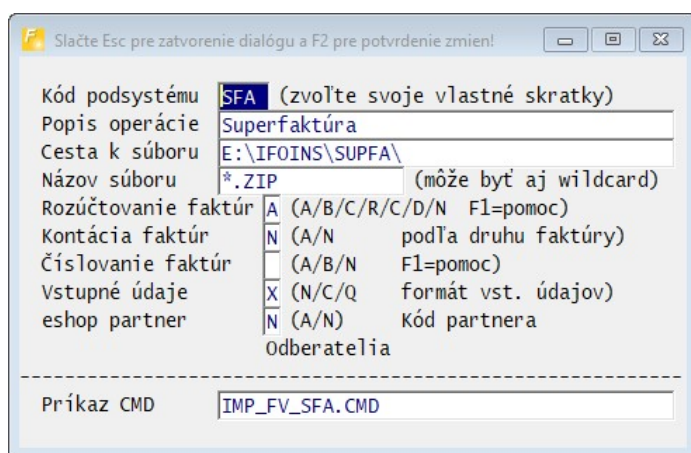 Slačte Esc pre zatvorenie dialógu a F2 pre potvrdenie zmien!
Kód podsystému SFA (zvoľte svoje vlastné skratky)
Popis operácie Superfaktúra
Cesta k súboru E:\IFOINS\SUPFA\
Názov súboru *.ZIP (môže byť aj wildcard)
Rozúčtovanie faktúr A (A/B/C/R/C/D/N F1=pomoc)
Kontácia faktúr N (A/N podľa druhu faktúry)
Číslovanie faktúr (A/B/N F1=pomoc)
Vstupné údaje X (N/C/Q formát vst. údajov)
eshop partner N (A/N) Kód partnera
Odberatelia
Príkaz CMD IMP_FV_SFA.CMD